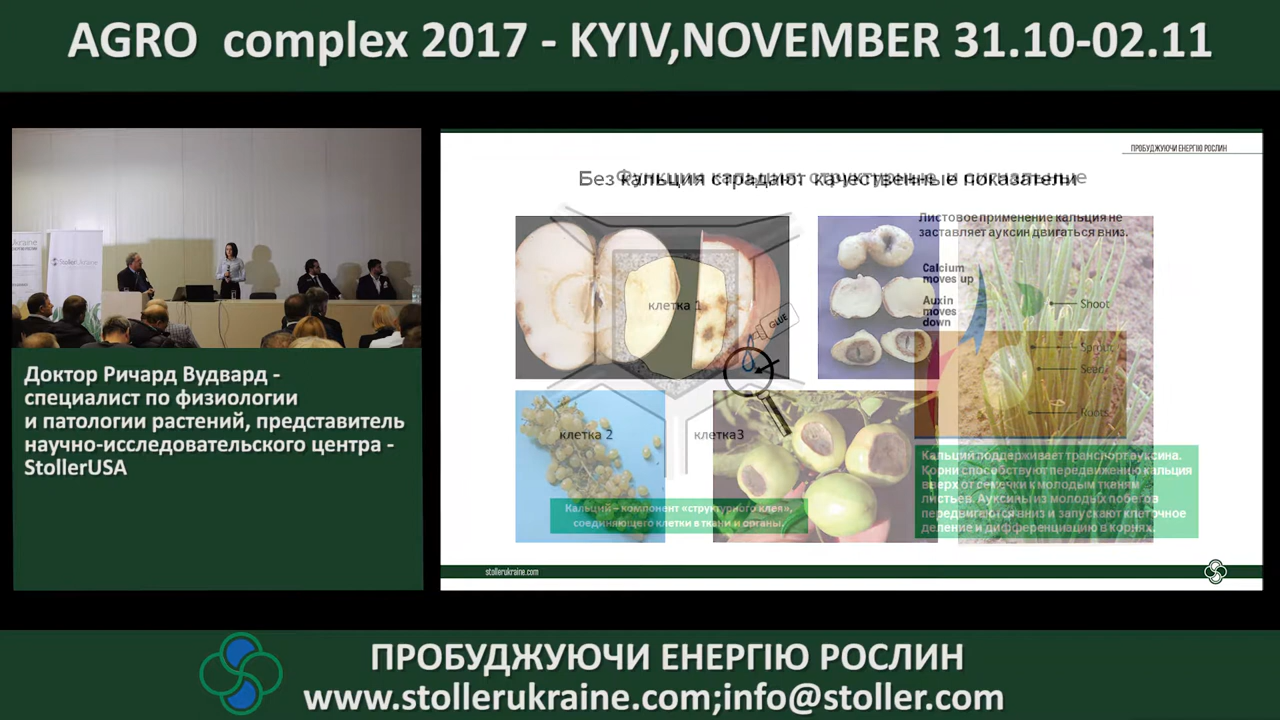 AGRO complex 2017 - KYIV,NOVEMBER 31.10-02.11
StollerUkraine
Доктор Ричард Вудвард -
специалист по физиологии
и патологии растений, представитель
научно-исследовательского центра -
StollerUSA
ПРОБУДЖУЮЧИ ЕНЕРГІЮ РОСЛИН
Без кальция страдают качественные показатели
клетка 1
GLUE
клетка 2
клетка3
Кальций – компонент «структурного клея»,
соединяющего клетки в ткани и органы.
Листовое применение кальция не
заставляет ауксин двигаться вниз.
Calcium
moves up
Auxin
moves
down
Shoot
Sprout
Seed
Roots
Кальций поддерживает транспорт ауксина.
Корни способствуют передвижению кальция
вверх от семечки к молодым тканям
листьев. Ауксины из молодых побегов
передвигаются вниз и запускают клеточное
деление и дифференциацию в корнях.
stollerukraine.com
ПРОБУДЖУЮЧИ ЕНЕРГІЮ РОСЛИН
www.stollerukraine.com;info@stoller.com